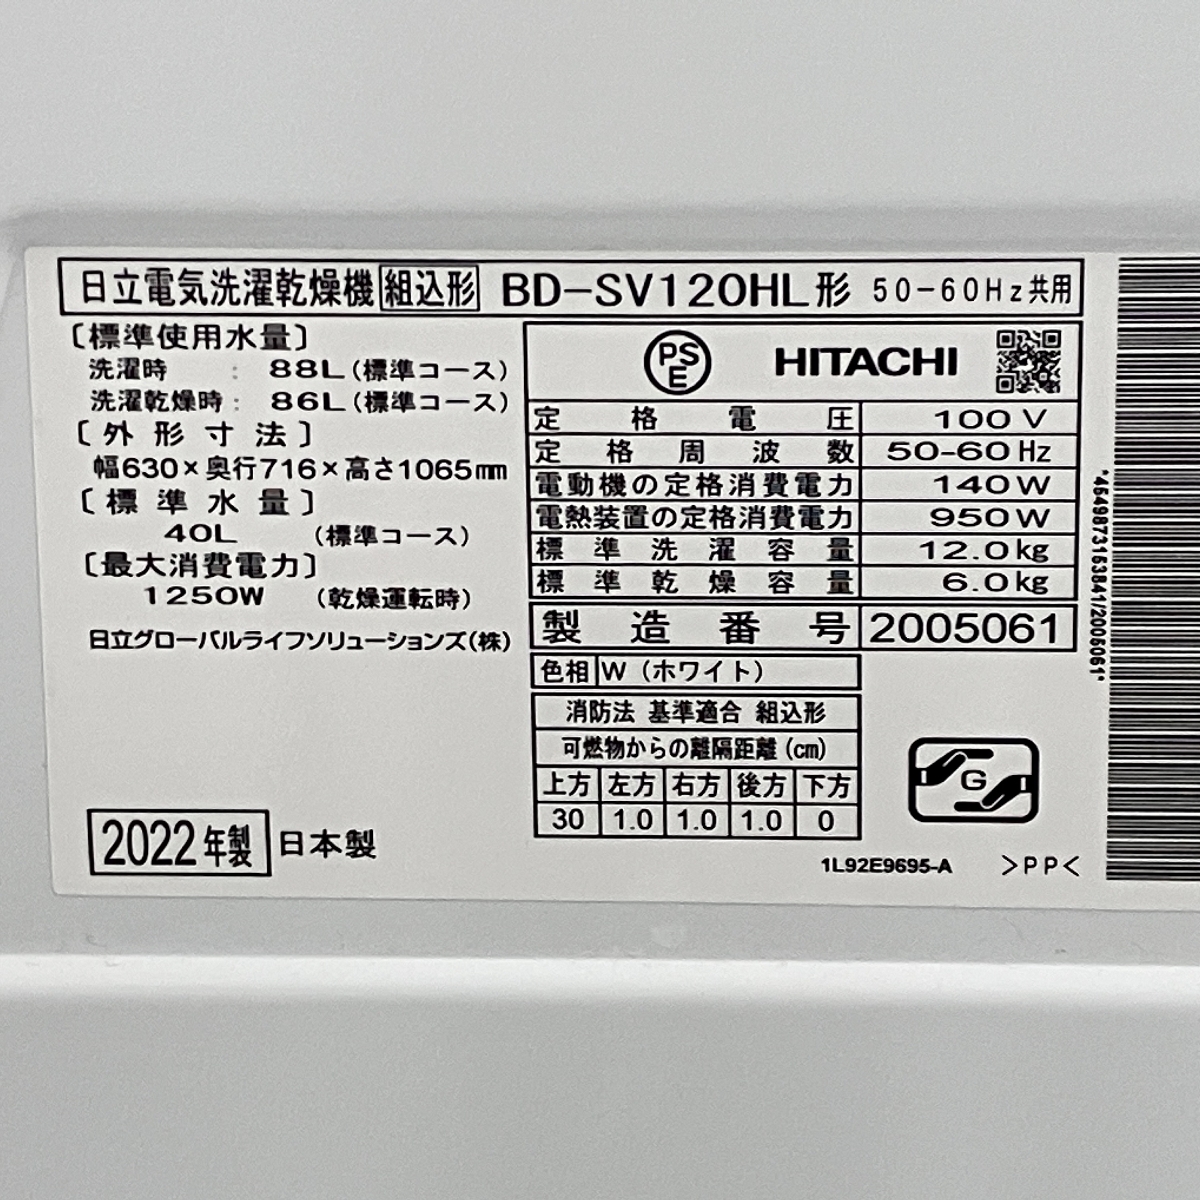 日立電気洗濯乾燥機 組込形 BD-SV120HL形 50-60Hz共用
〔標準使用水量〕
洗濯時 : 88L(標準コース)
洗濯乾燥時: 86L(標準コース)
〔外形寸法〕
幅630×奥行716×高さ1065mm
〔標準水量〕
40L (標準コース)
〔最大消費電力〕
1250W (乾燥運転時)
日立グローバルライフソリューションズ(株)
2022年製 日本製
PSE HITACHI
定格電圧 100V
定格周波数 50-60Hz
電動機の定格消費電力 140W
電熱装置の定格消費電力 950W
標準洗濯容量 12.0kg
標準乾燥容量 6.0kg
製造番号 2005061
色相 W(ホワイト)
消防法 基準適合 組込形
可燃物からの離隔距離(cm)
上方 左方 右方 後方 下方
30 1.0 1.0 1.0 0
G
1L92E9695-A >PP<
*4549873153841/2005061*